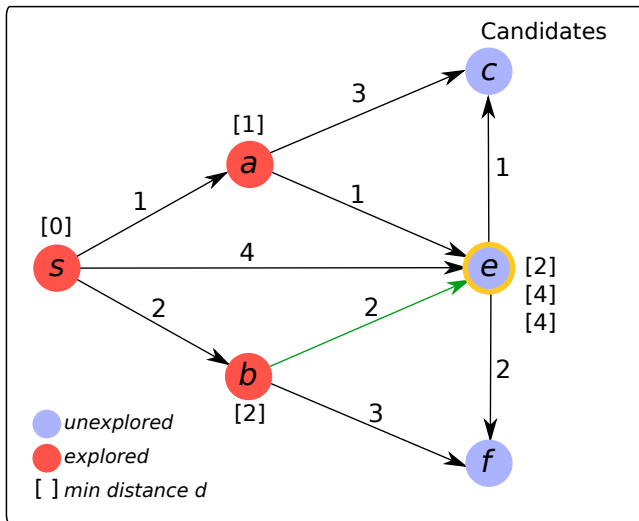 Candidates
c
3
[1]
a
1
1
1
[0]
s
4
e
[2]
[4]
[4]
2
2
b
[2]
3
2
f
unexplored
explored
[ ] min distance d